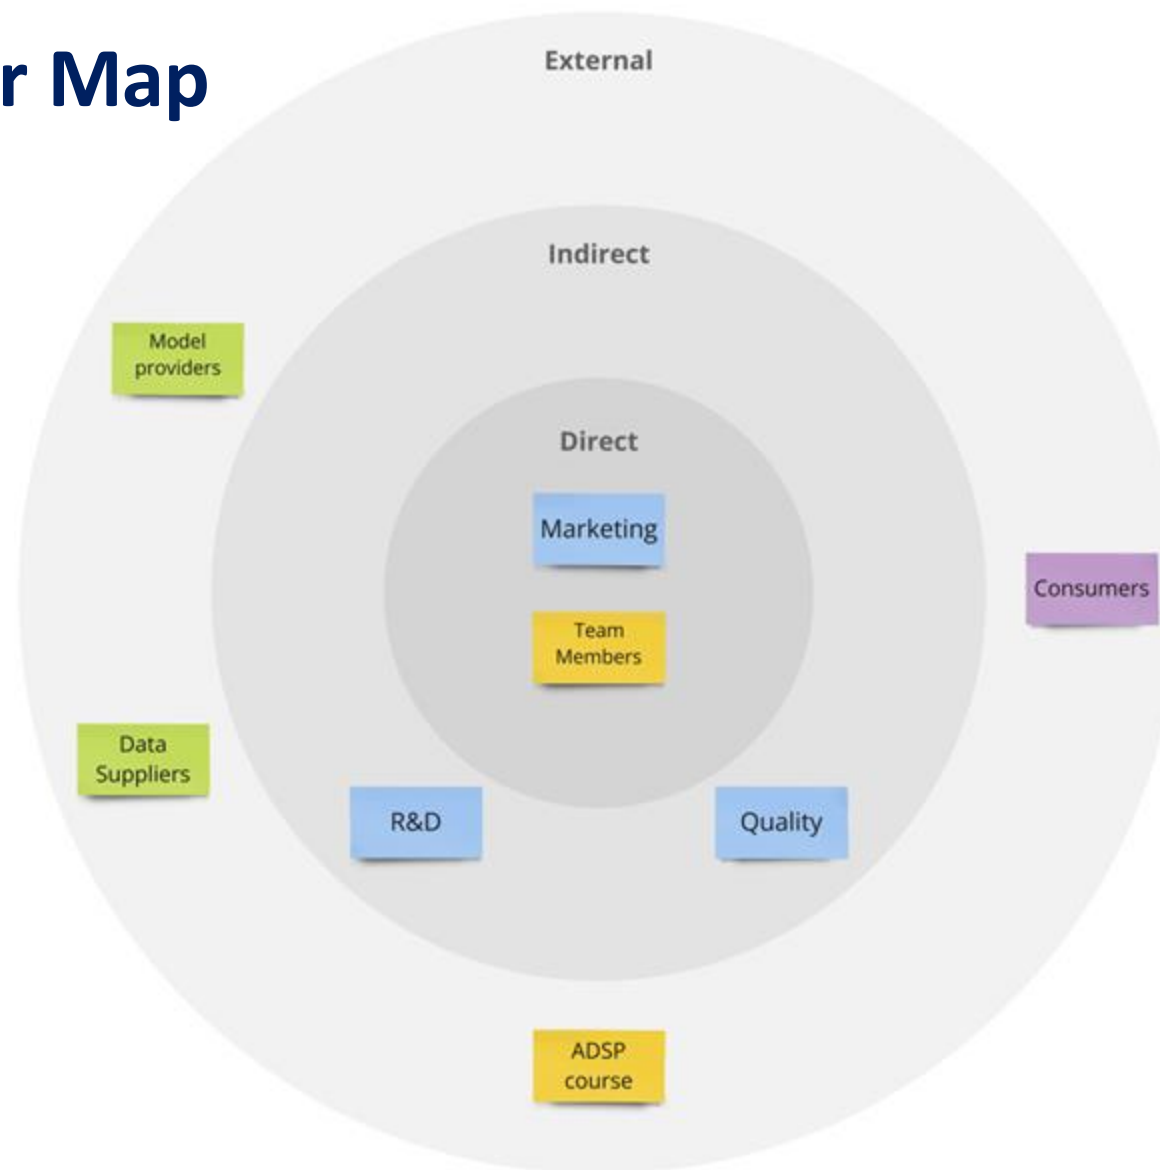 r Map
External
Indirect
Model
providers
Direct
Marketing
Consumers
Team
Members
Data
Suppliers
R&D
Quality
ADSP
course